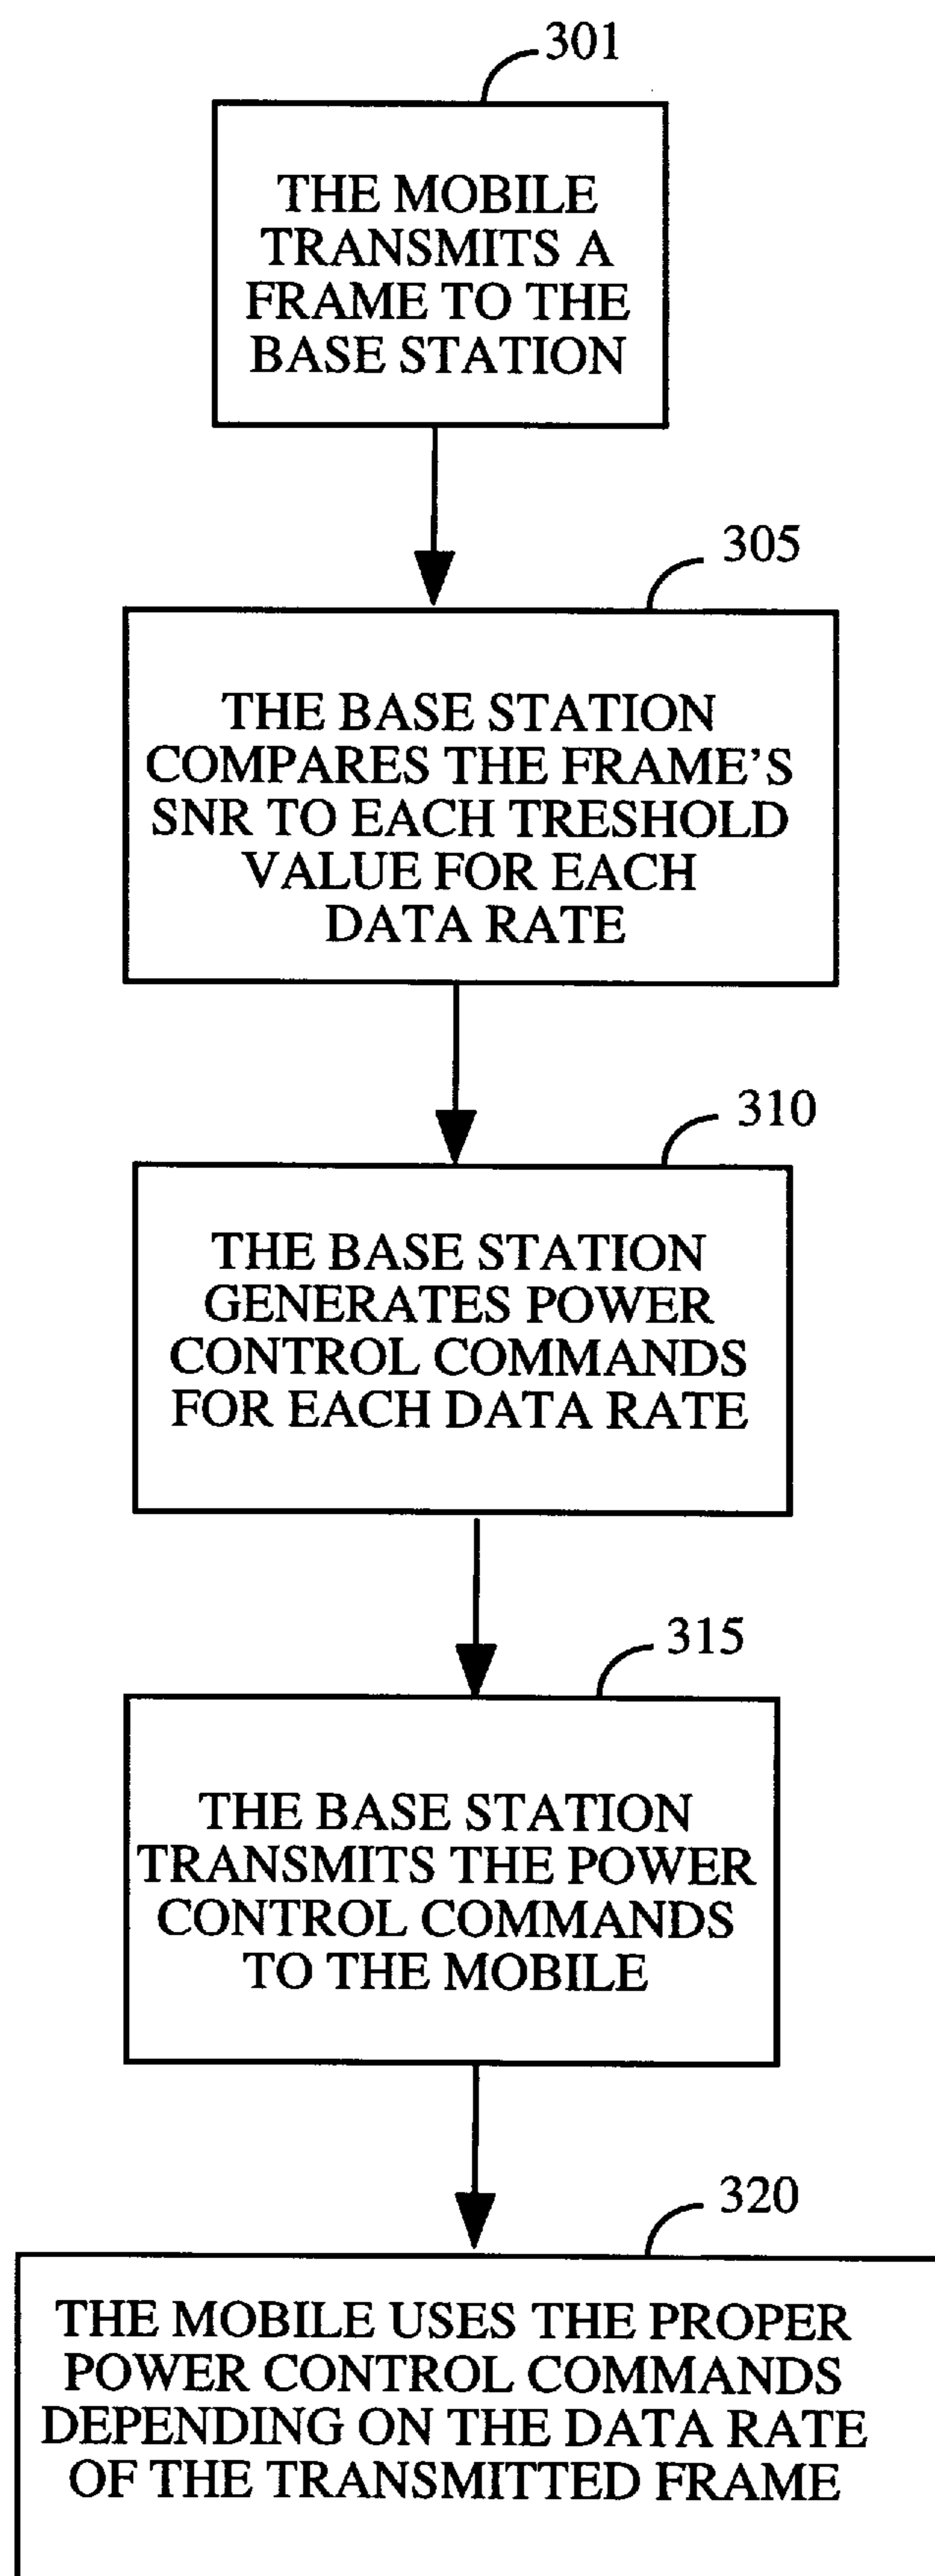 301
THE MOBILE
TRANSMITS A
FRAME TO THE
BASE STATION
305
THE BASE STATION
COMPARES THE FRAME’S
SNR TO EACH TRESHOLD
VALUE FOR EACH
DATA RATE
310
THE BASE STATION
GENERATES POWER
CONTROL COMMANDS
FOR EACH DATA RATE
315
THE BASE STATION
TRANSMITS THE POWER
CONTROL COMMANDS
TO THE MOBILE
320
THE MOBILE USES THE PROPER
POWER CONTROL COMMANDS
DEPENDING ON THE DATA RATE
OF THE TRANSMITTED FRAME